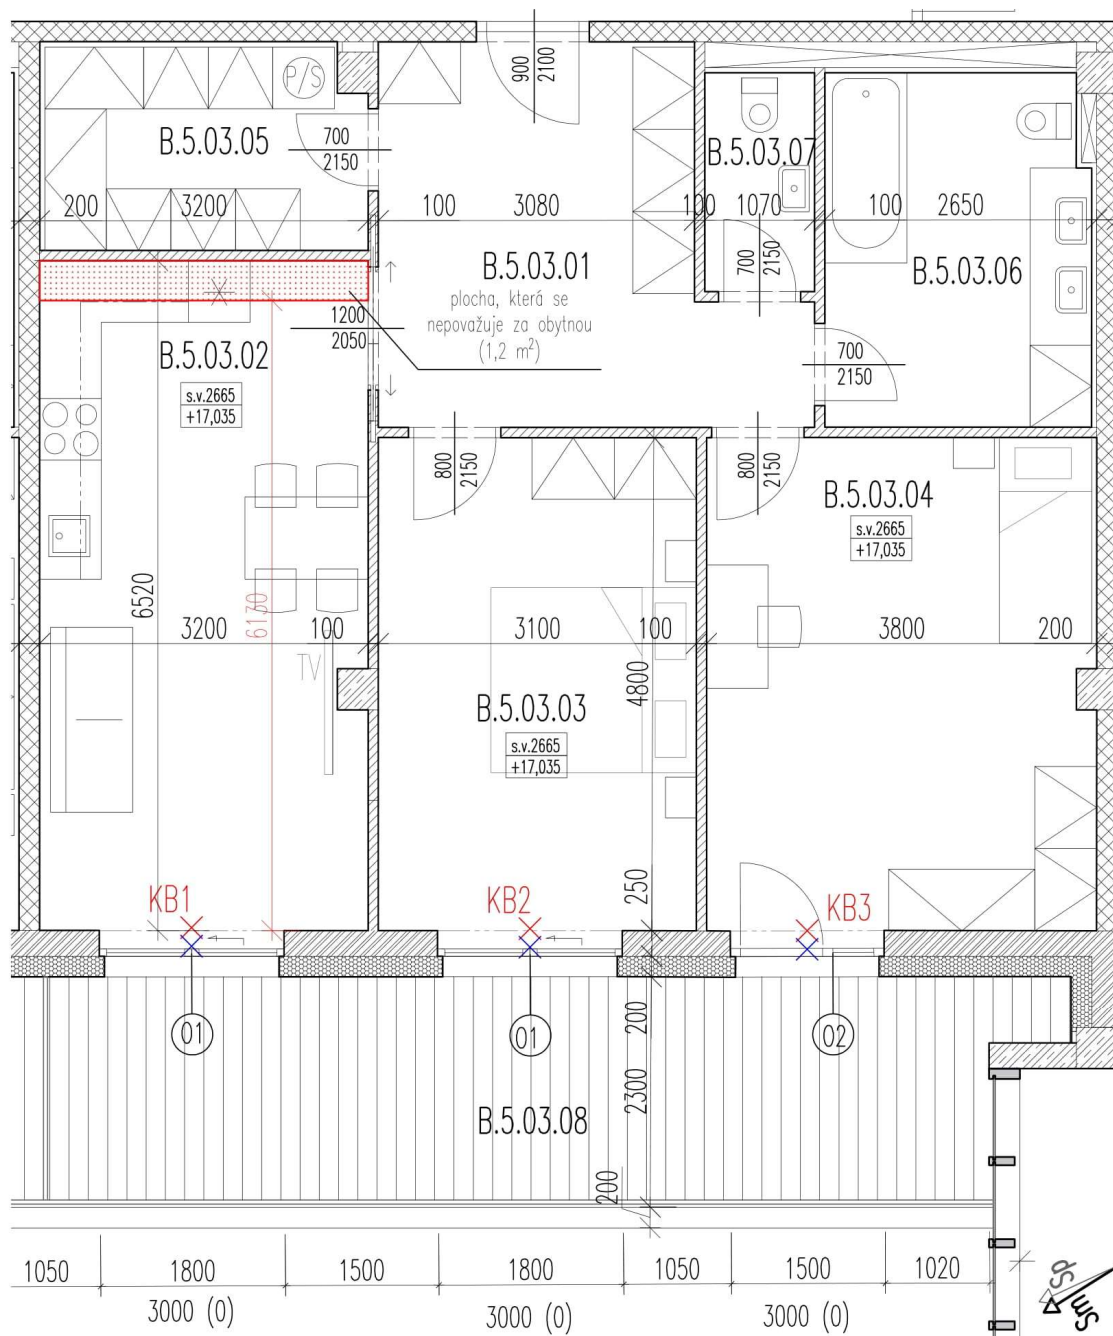 P/S
900
2100
B.5.03.05
700
2150
B.5.03.07
200
3200
100
3080
100
1070
100
2650
B.5.03.01
700
2150
B.5.03.06
plocha, která se
nepovažuje za obytnou
(1,2 m²)
1200
2050
B.5.03.02
s.v.2665
+17,035
700
2150
800
2150
800
2150
B.5.03.04
s.v.2665
+17,035
6520
6130
3200
100
3100
100
3800
200
TV
4800
B.5.03.03
s.v.2665
+17,035
250
KB1
KB2
KB3
01
01
02
200
2300
B.5.03.08
200
1050
1800
1500
1800
1050
1500
1020
3000 (0)
3000 (0)
3000 (0)
Sp
Sm